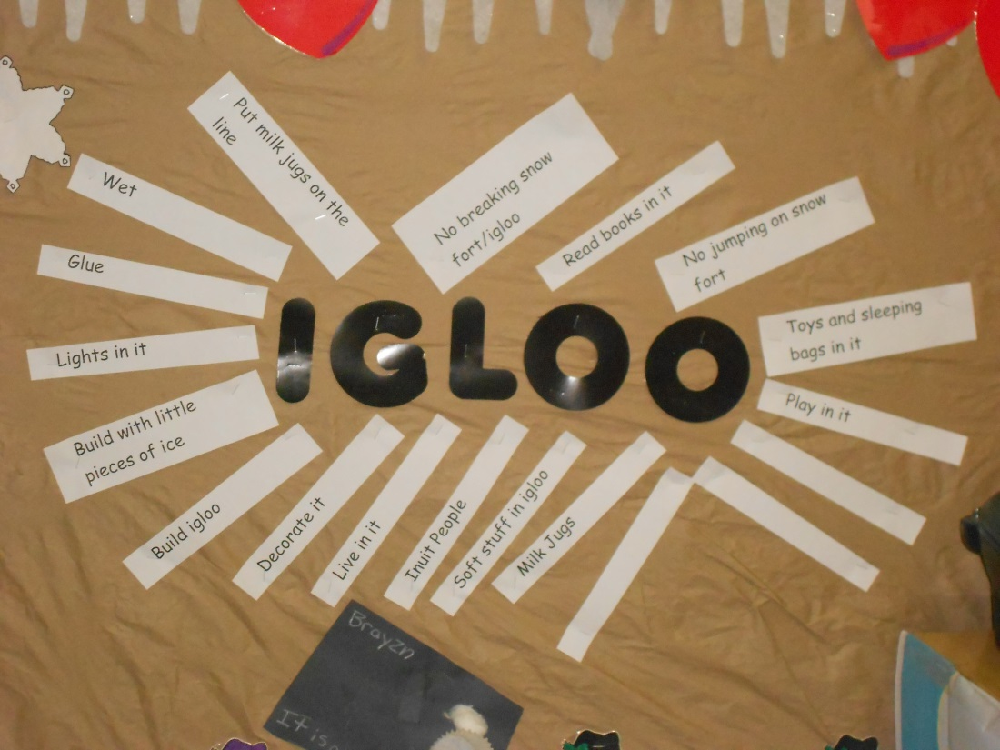 Put milk jugs on the
line
No breaking snow
fort/igloo
Read books in it
No jumping on snow
fort
Wet
Glue
Lights in it
Build with little
pieces of ice
IGLOO
Toys and sleeping
bags in it
Play in it
Build igloo
Decorate it
Live in it
Inuit People
Soft stuff in igloo
Milk Jugs
Brayzn
It is